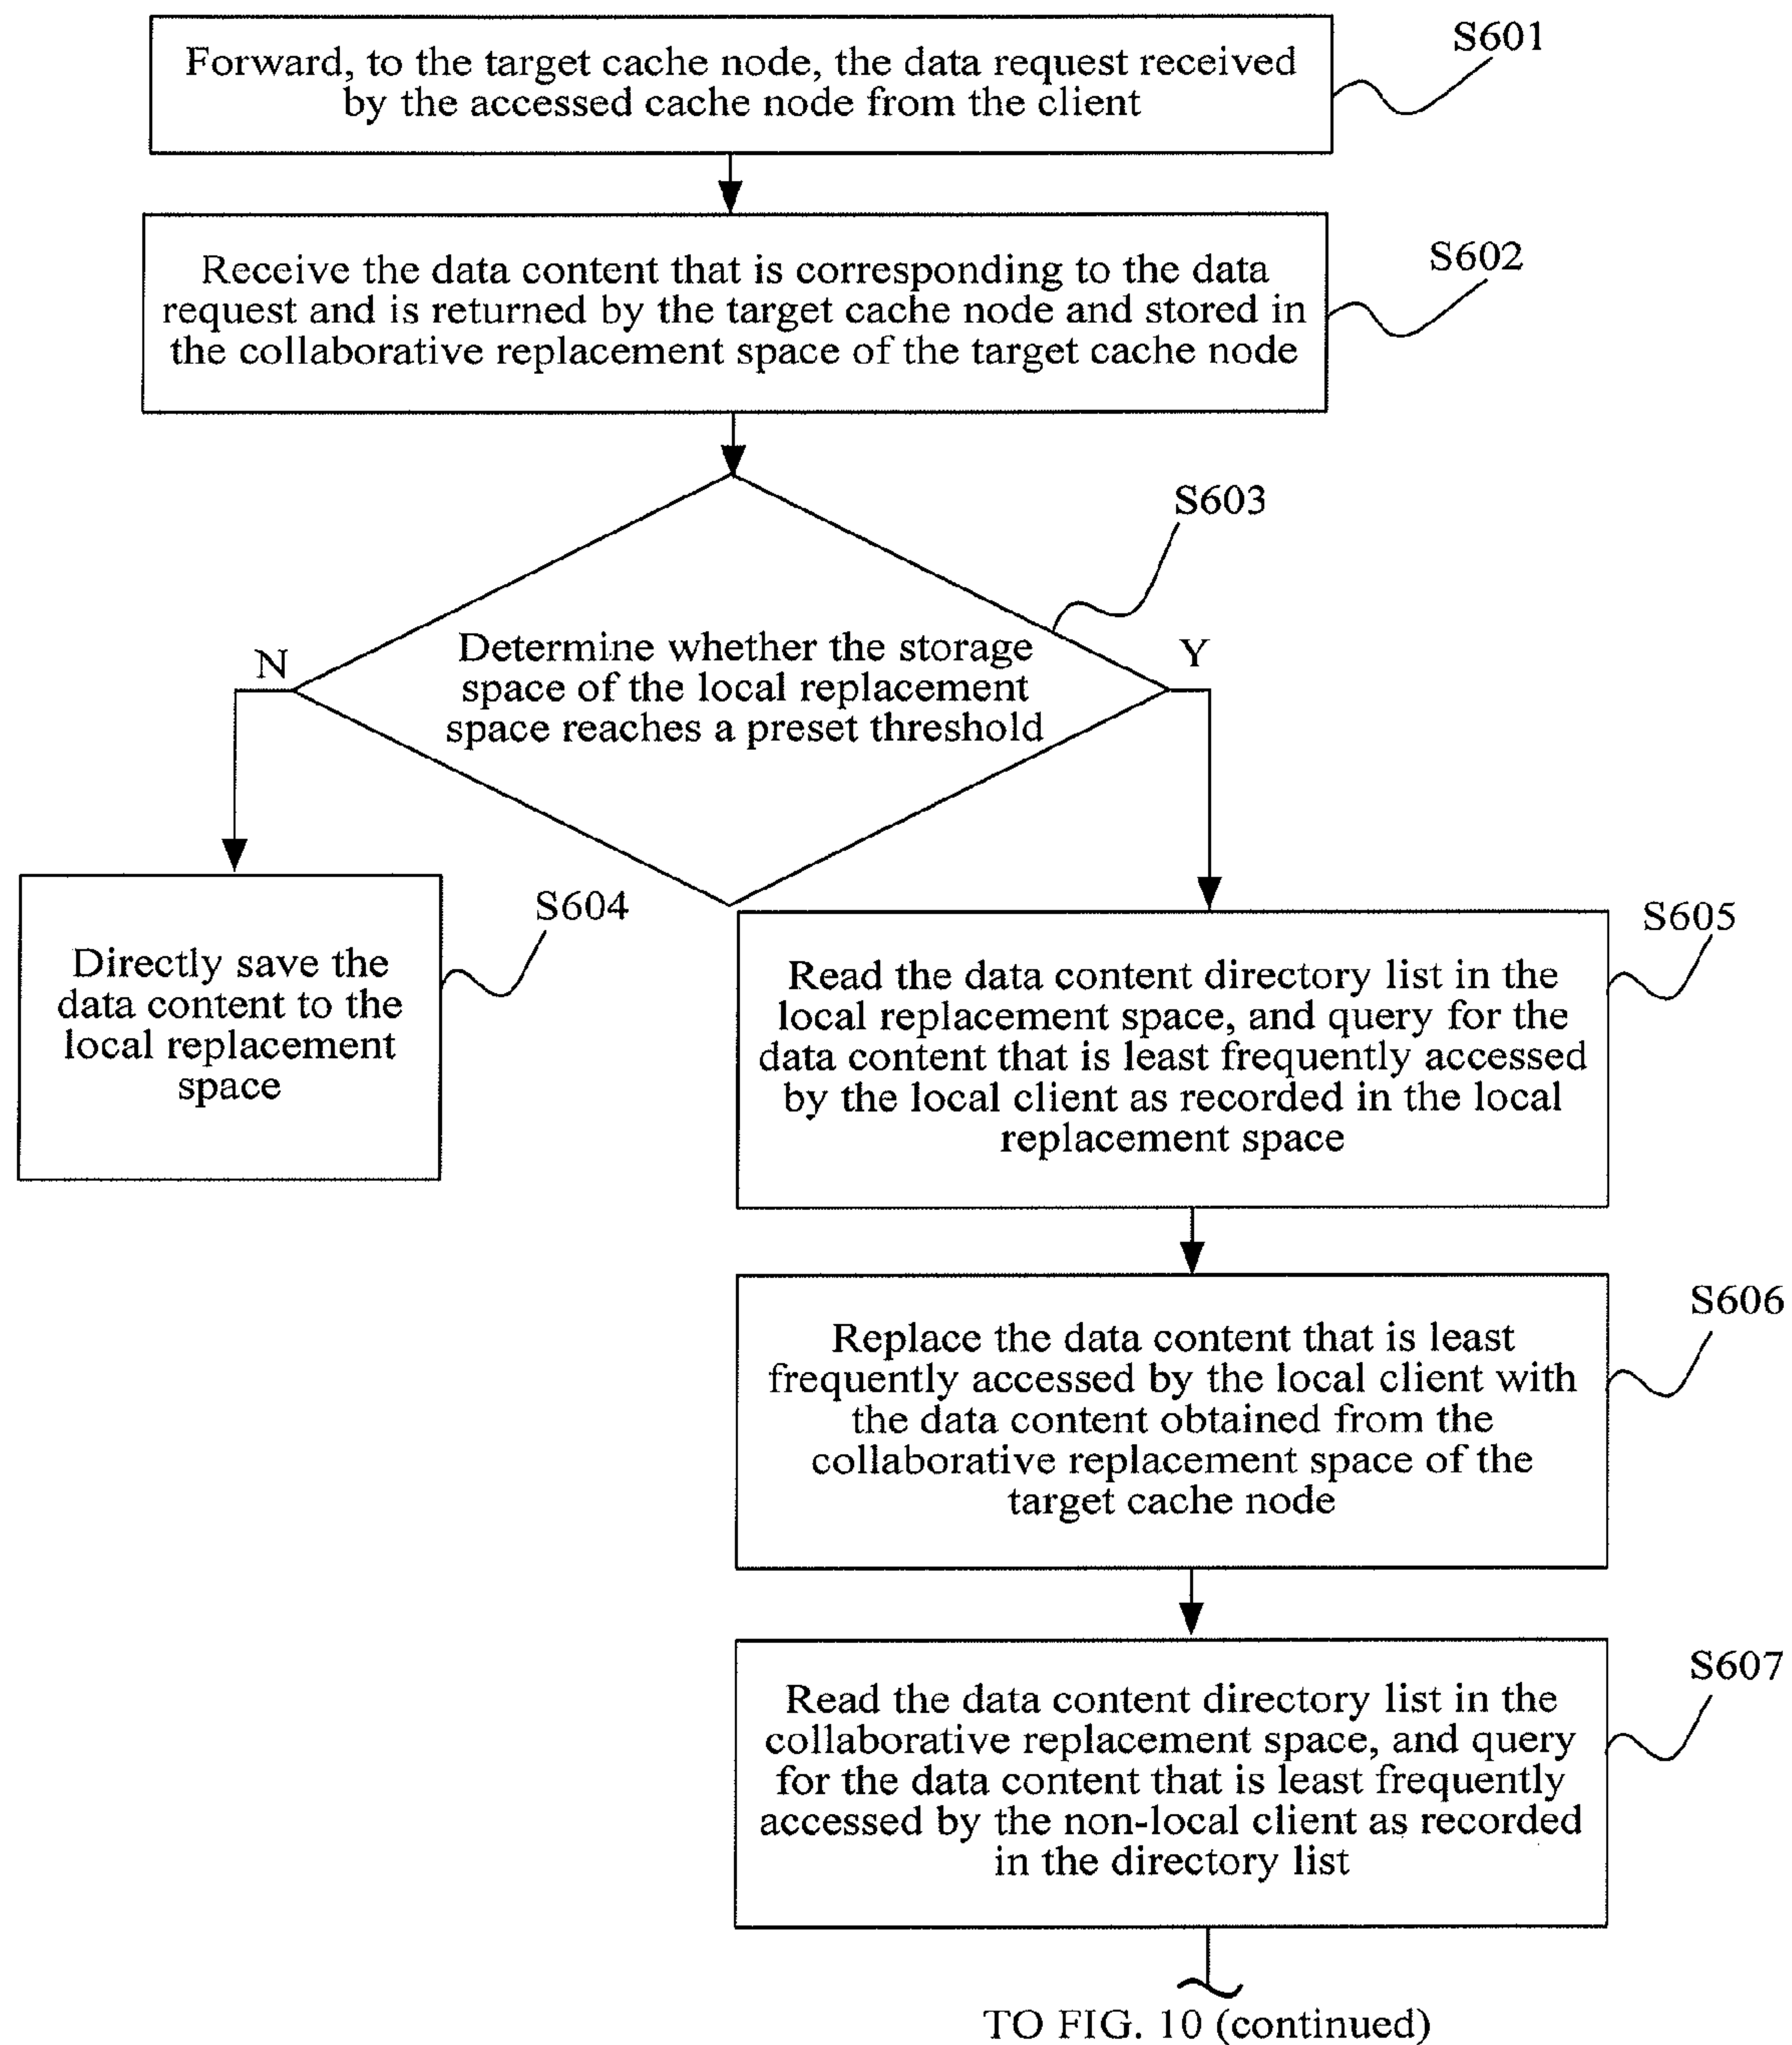 Forward, to the target cache node, the data request received
by the accessed cache node from the client
S601
Receive the data content that is corresponding to the data
request and is returned by the target cache node and stored in
the collaborative replacement space of the target cache node
S602
Determine whether the storage
space of the local replacement
space reaches a preset threshold
S603
N
Y
Directly save the
data content to the
local replacement
space
S604
Read the data content directory list in the
local replacement space, and query for the
data content that is least frequently accessed
by the local client as recorded in the local
replacement space
S605
Replace the data content that is least
frequently accessed by the local client with
the data content obtained from the
collaborative replacement space of the
target cache node
S606
Read the data content directory list in the
collaborative replacement space, and query
for the data content that is least frequently
accessed by the non-local client as recorded
in the directory list
S607
TO FIG. 10 (continued)